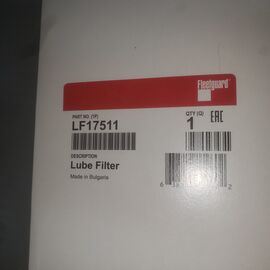 Fleetguard
PART NO. (1P)
LF17511
QTY (Q)
1
EAC
DESCRIPTION
Lube Filter
Made in Bulgaria